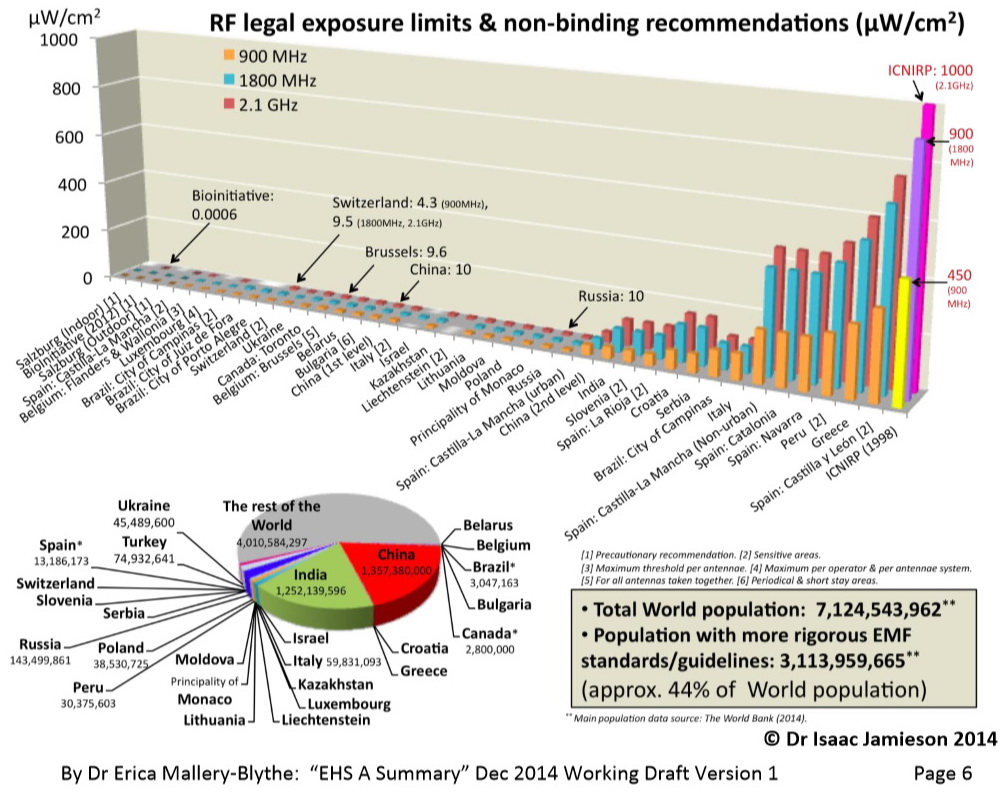 µW/cm²
RF legal exposure limits & non-binding recommendations (µW/cm²)
1000
800
600
400
200
0
900 MHz
1800 MHz
2.1 GHz
ICNIRP: 1000
(2.1GHz)
900
(1800
MHz)
450
(900
MHz)
Bioinitiative:
0.0006
Switzerland: 4.3 (900MHz),
9.5 (1800MHz, 2.1GHz)
Brussels: 9.6
China: 10
Russia: 10
Salzburg (Indoor) [1]
Bioinitiative (2012) [1]
Salzburg (Outdoor) [1]
Spain: Castilla-La Mancha [2]
Belgium: Flanders & Wallonia [3]
Luxembourg [4]
Brazil: City of Campinas [2]
Brazil: City of Juiz de Fora
Brazil: City of Porto Alegre
Switzerland [2]
Ukraine
Canada: Toronto
Belgium: Brussels [5]
Belarus
Bulgaria [6]
China (1st level)
Italy [2]
Israel
Kazakhstan
Liechtenstein [2]
Lithuania
Moldova
Poland
Principality of Monaco
Russia
Spain: Castilla-La Mancha (urban)
China (2nd level)
India
Slovenia [2]
Spain: La Rioja [2]
Croatia
Serbia
Brazil: City of Campinas
Italy
Spain: Castilla-La Mancha (Non-urban)
Spain: Catalonia
Spain: Navarra
Peru [2]
Greece
Spain: Castilla y León [2]
ICNIRP (1998)
Ukraine
45,489,600
Turkey
74,932,641
Spain*
13,186,173
Switzerland
Slovenia
Serbia
Russia
143,499,861
Poland
38,530,725
Peru
30,375,603
Moldova
Principality of
Monaco
Lithuania
The rest of the
World
4,010,584,297
China
1,357,380,000
India
1,252,139,596
Israel
Italy 59,831,093
Kazakhstan
Luxembourg
Liechtenstein
Belarus
Belgium
Brazil*
3,047,163
Bulgaria
Canada*
2,800,000
Croatia
Greece
[1] Precautionary recommendation. [2] Sensitive areas.
[3] Maximum threshold per antennae. [4] Maximum per operator & per antennae system.
[5] For all antennas taken together. [6] Periodical & short stay areas.
• Total World population: 7,124,543,962**
• Population with more rigorous EMF
standards/guidelines: 3,113,959,665**
(approx. 44% of World population)
** Main population data source: The World Bank (2014).
© Dr Isaac Jamieson 2014
By Dr Erica Mallery-Blythe: “EHS A Summary” Dec 2014 Working Draft Version 1
Page 6